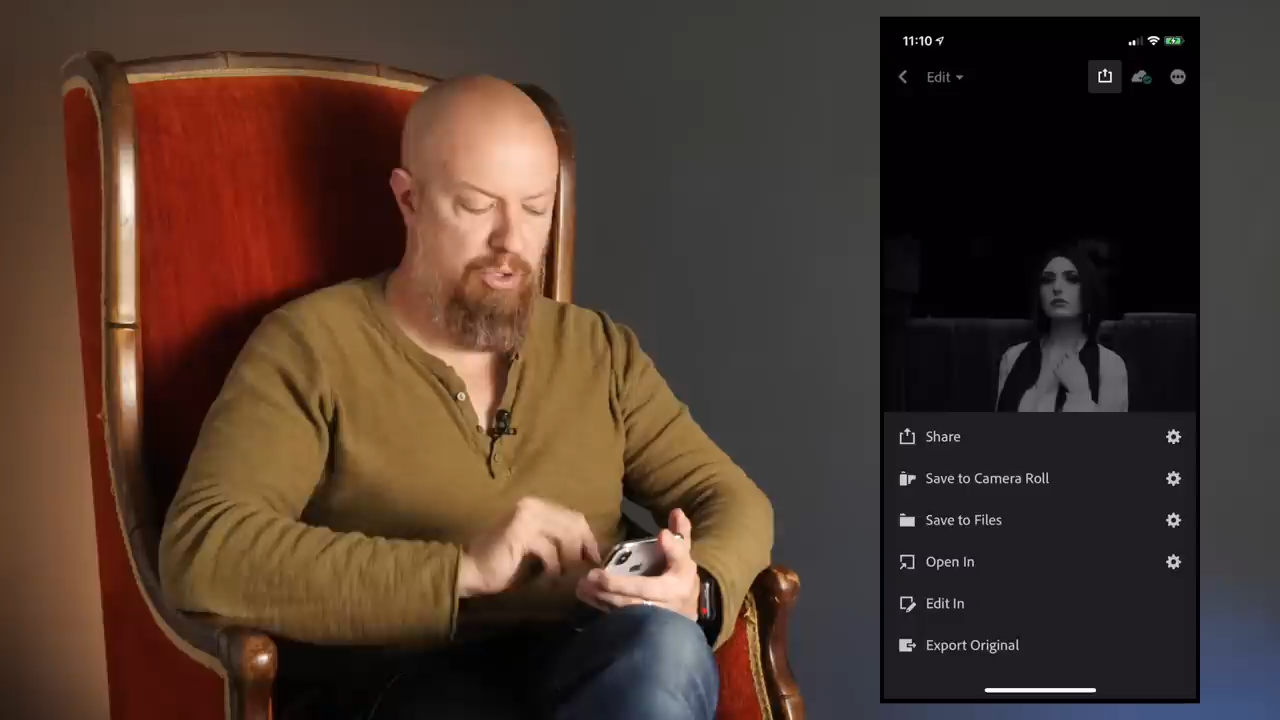 11:10
Edit
Share
Save to Camera Roll
Save to Files
Open In
Edit In
Export Original